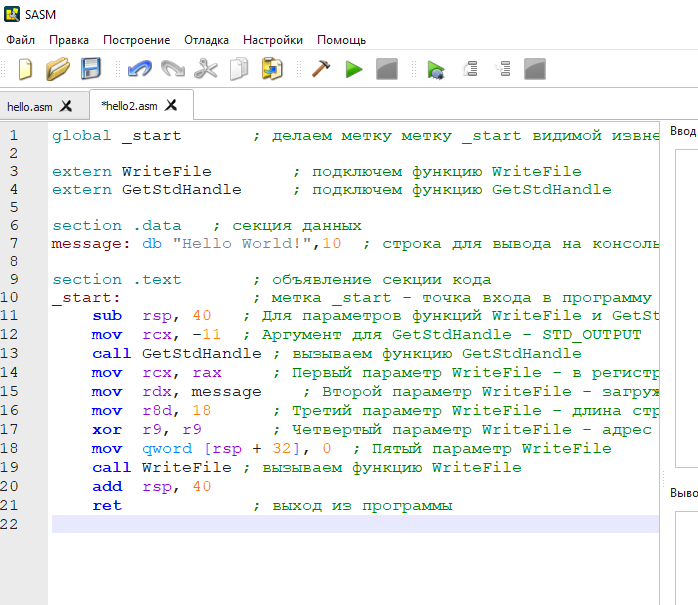 SASM
Файл Правка Построение Отладка Настройки Помощь
hello.asm *hello2.asm
Ввод
1 global _start ; делаем метку метку _start видимой извне
2
3 extern WriteFile ; подключем функцию WriteFile
4 extern GetStdHandle ; подключем функцию GetStdHandle
5
6 section .data ; секция данных
7 message: db "Hello World!",10 ; строка для вывода на консоль
8
9 section .text ; объявление секции кода
10 _start: ; метка _start - точка входа в программу
11 sub rsp, 40 ; Для параметров функций WriteFile и GetSt
12 mov rcx, -11 ; Аргумент для GetStdHandle - STD_OUTPUT
13 call GetStdHandle ; вызываем функцию GetStdHandle
14 mov rcx, rax ; Первый параметр WriteFile - в регистр
15 mov rdx, message ; Второй параметр WriteFile - загруж
16 mov r8d, 18 ; Третий параметр WriteFile - длина стр
17 xor r9, r9 ; Четвертый параметр WriteFile - адрес
18 mov qword [rsp + 32], 0 ; Пятый параметр WriteFile
19 call WriteFile ; вызываем функцию WriteFile
20 add rsp, 40
21 ret ; выход из программы
22
Выво